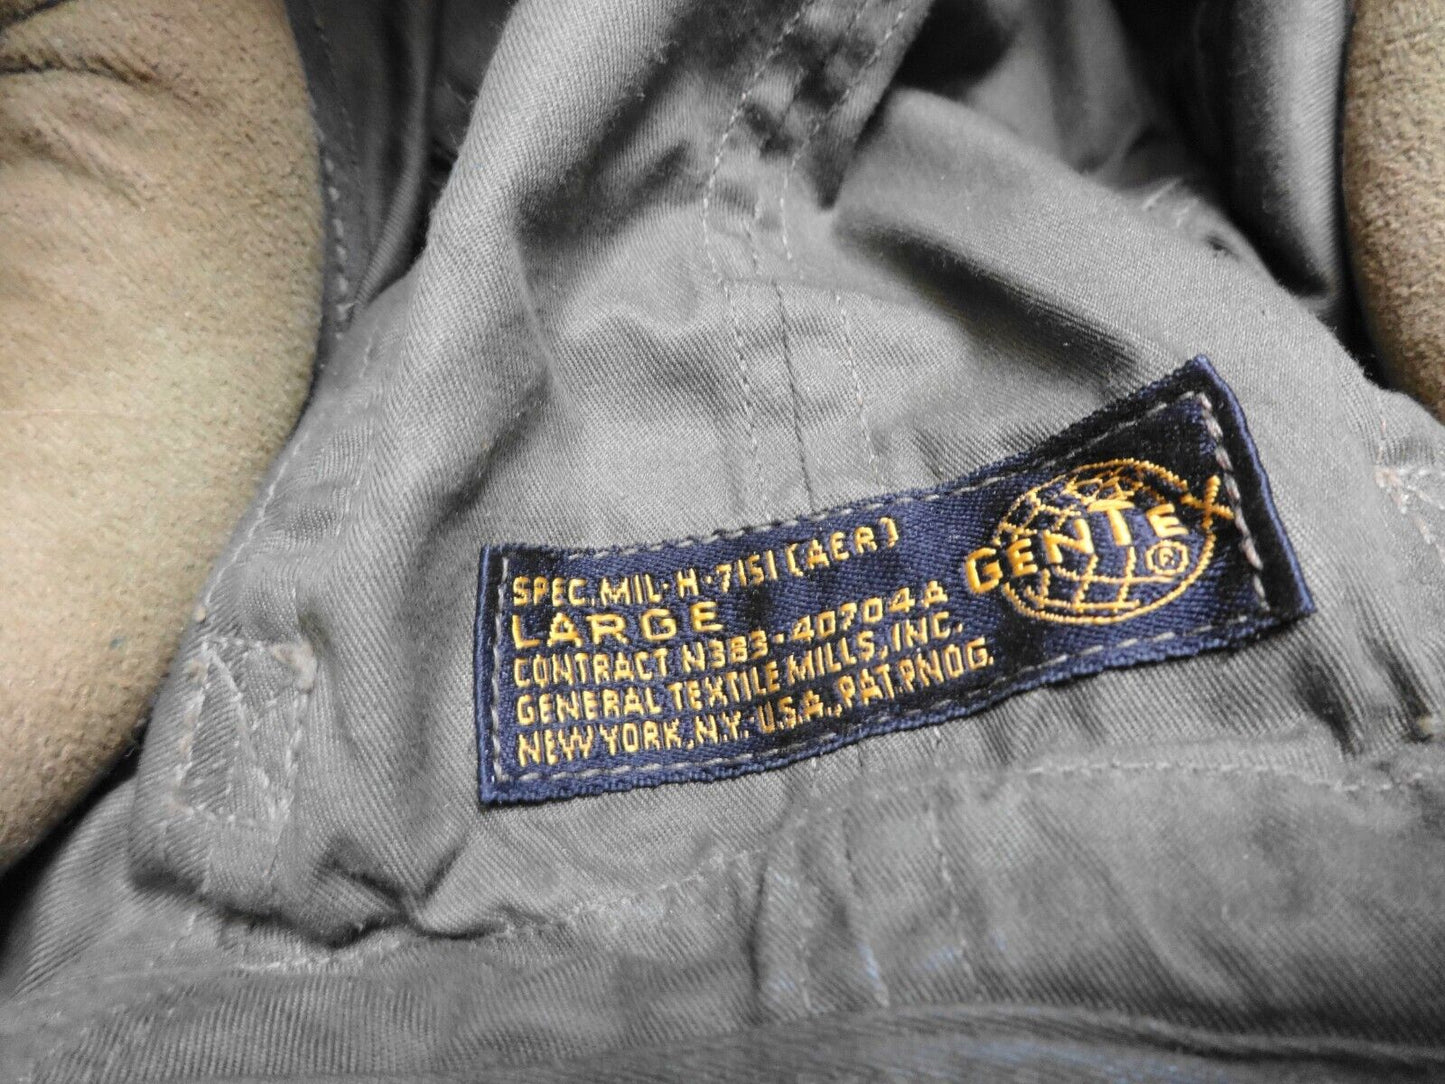 SPEC. MIL-H-7151 (AER)
LARGE
CONTRACT N383-40704A
GENERAL TEXTILE MILLS, INC.
NEW YORK, N.Y. U.S.A., PAT. PNDG.
GENTEX
®